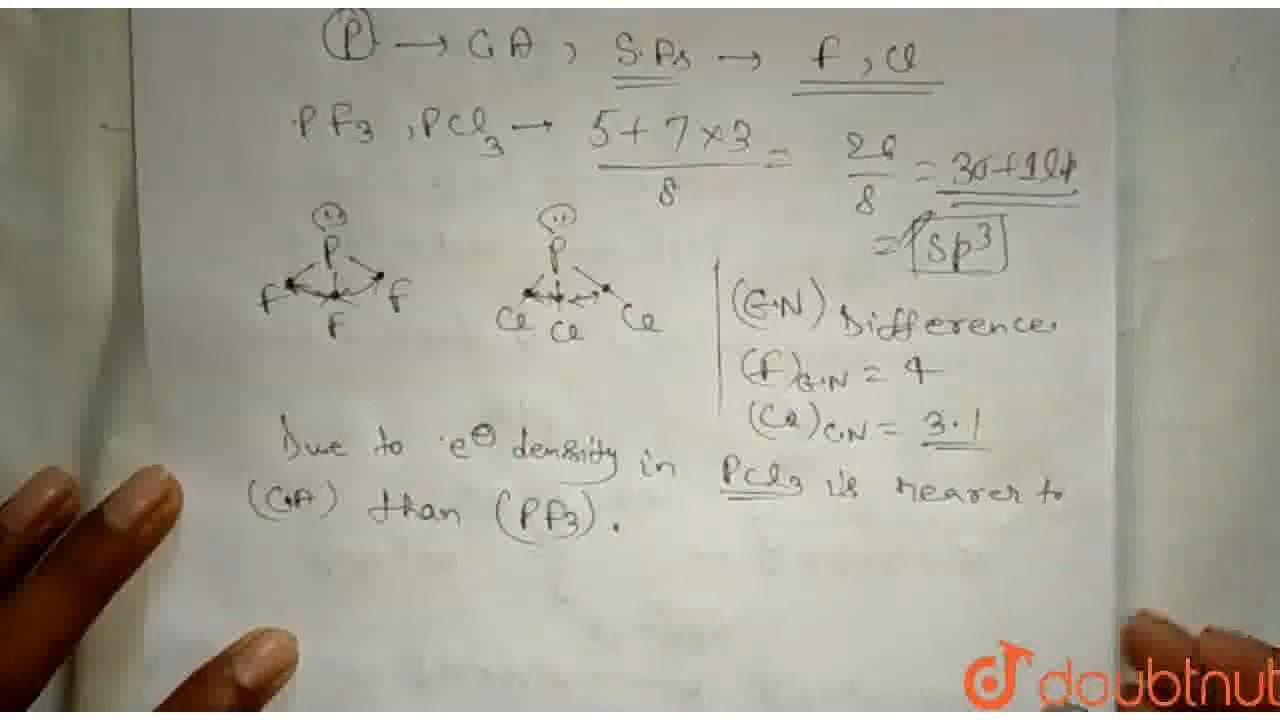 (P) → C.A , S.As → F , Cl
PF3 , PCl3 → 5 + 7 × 3 / 8 = 26 / 8 = 3σ + 1lp
= sp³
P P
F F F Cl Cl Cl
(E.N) Difference.
(F)E.N = 4
(Cl)E.N = 3.1
Due to e⊖ density in PCl3 is nearer to
(C.A) than (PF3).
doubtnut